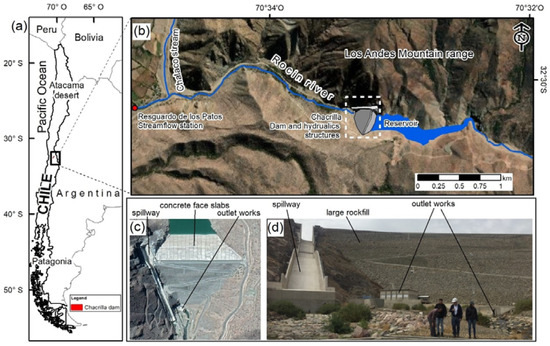 (a)
70° O 65° O
Peru
Bolivia
20° S
Atacama
desert
Pacific Ocean
30° S
CHILE
Argentina
40° S
Patagonia
50° S
Legend
Chacrilla dam
(b)
70°34'O
70°32'O
32°30'S
N
Los Andes Mountain range
Chalaco stream
Rocin river
Resguardo de los Patos
Streamflow station
Chacrilla
Dam and hydraulics
structures
Reservoir
km
0 0.25 0.5 0.75 1
(c)
concrete face slabs
spillway
outlet works
(d)
spillway
large rockfill
outlet works